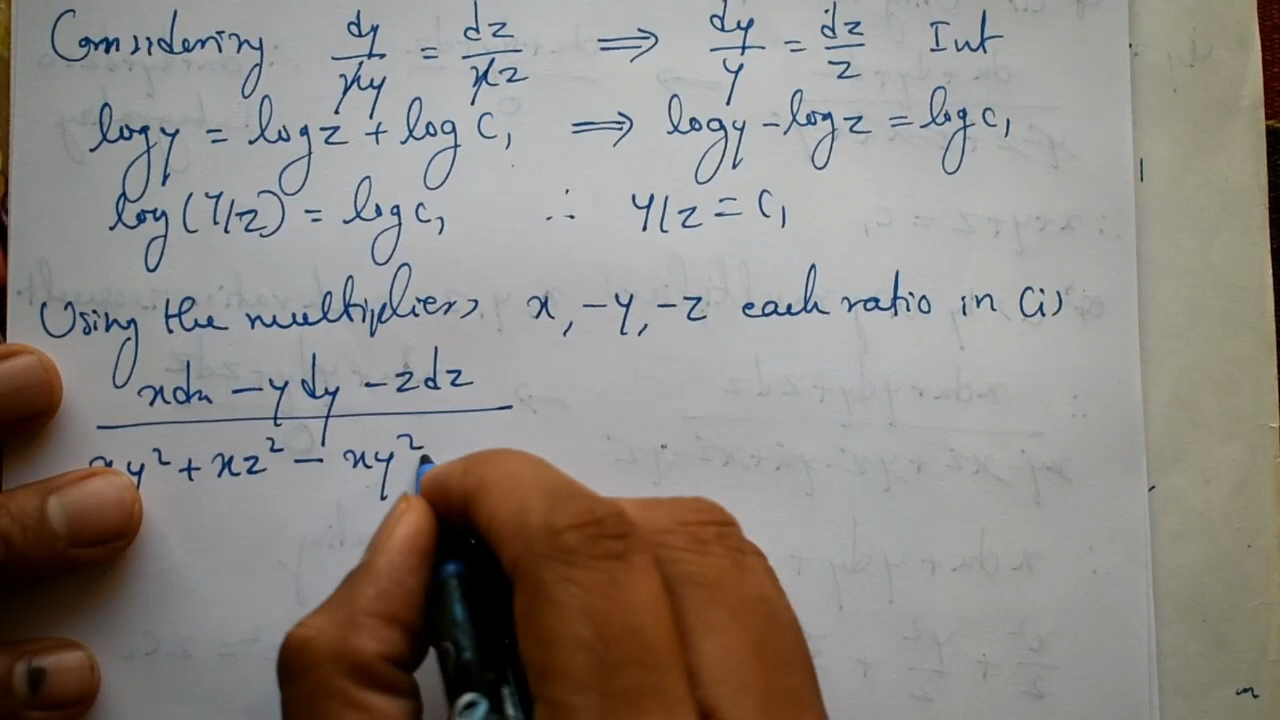 Considering dy/xy = dz/xz ⇒ dy/y = dz/z Int
log y = log z + log c₁ ⇒ log y - log z = log c₁
log (y/z) = log c₁ ∴ y/z = c₁
Using the multipliers x, -y, -z each ratio in (i)
xdx - ydy - zdz
xy² + xz² - xy²